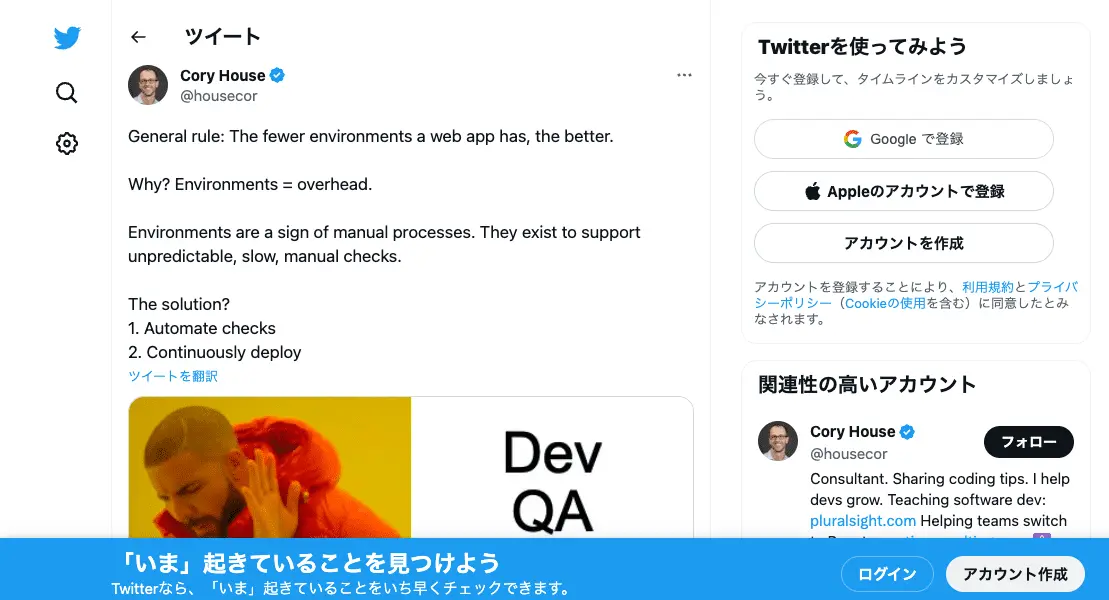 ツイート
Cory House
@housecor
General rule: The fewer environments a web app has, the better.
Why? Environments = overhead.
Environments are a sign of manual processes. They exist to support
unpredictable, slow, manual checks.
The solution?
1. Automate checks
2. Continuously deploy
ツイートを翻訳
Dev
QA
Twitterを使ってみよう
今すぐ登録して、タイムラインをカスタマイズしましょ
う。
Google で登録
Appleのアカウントで登録
アカウントを作成
アカウントを登録することにより、利用規約とプライバ
シーポリシー（Cookieの使用を含む）に同意したとみ
なされます。
関連性の高いアカウント
Cory House
@housecor
フォロー
Consultant. Sharing coding tips. I help
devs grow. Teaching software dev:
pluralsight.com Helping teams switch
「いま」起きていることを見つけよう
Twitterなら、「いま」起きていることをいち早くチェックできます。
ログイン
アカウント作成